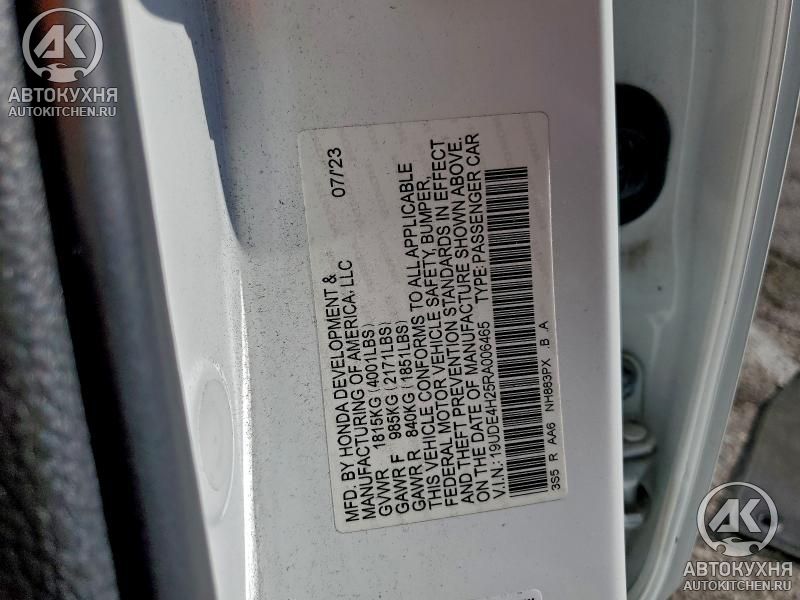 AK
АВТОКУХНЯ
AUTOKITCHEN.RU
MFD. BY HONDA DEVELOPMENT & 07/'23
MANUFACTURING OF AMERICA, LLC
GVWR 1815KG (4001LBS)
GAWR F 985KG (2171LBS)
GAWR R 840KG (1851LBS)
THIS VEHICLE CONFORMS TO ALL APPLICABLE
FEDERAL MOTOR VEHICLE SAFETY, BUMPER,
AND THEFT PREVENTION STANDARDS IN EFFECT
ON THE DATE OF MANUFACTURE SHOWN ABOVE.
V.I.N.: 19UDE4H25RA006465 TYPE:PASSENGER CAR
3S5 R AA6 NH883PX .B .A
AK
АВТОКУХНЯ
AUTOKITCHEN.RU